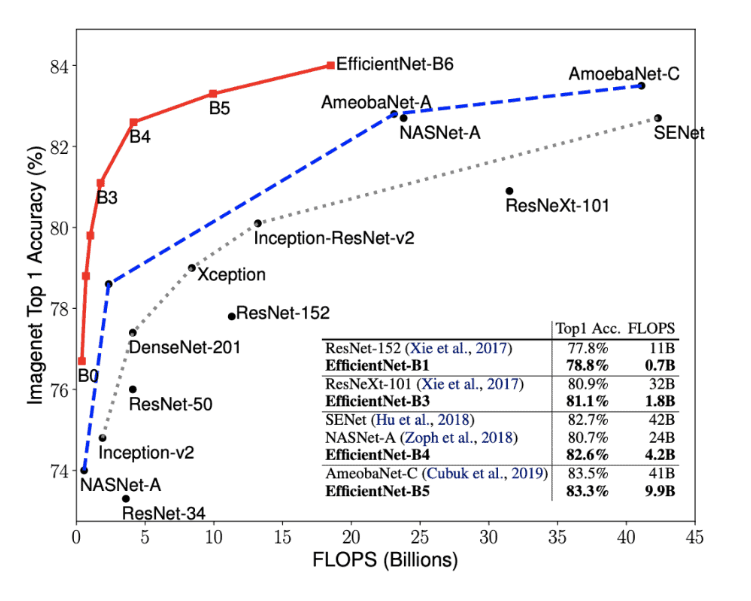 84
EfficientNet-B6
AmoebaNet-C
B5
AmeobaNet-A
B4
NASNet-A
SENet
82
B3
ResNeXt-101
80
Inception-ResNet-v2
Xception
ResNet-152
78
DenseNet-201
B0
76
ResNet-50
Inception-v2
74
NASNet-A
ResNet-34
Imagenet Top 1 Accuracy (%)
Top1 Acc. FLOPS
ResNet-152 (Xie et al., 2017) 77.8% 11B
EfficientNet-B1 78.8% 0.7B
ResNeXt-101 (Xie et al., 2017) 80.9% 32B
EfficientNet-B3 81.1% 1.8B
SENet (Hu et al., 2018) 82.7% 42B
NASNet-A (Zoph et al., 2018) 80.7% 24B
EfficientNet-B4 82.6% 4.2B
AmeobaNet-C (Cubuk et al., 2019) 83.5% 41B
EfficientNet-B5 83.3% 9.9B
0 5 10 15 20 25 30 35 40 45
FLOPS (Billions)